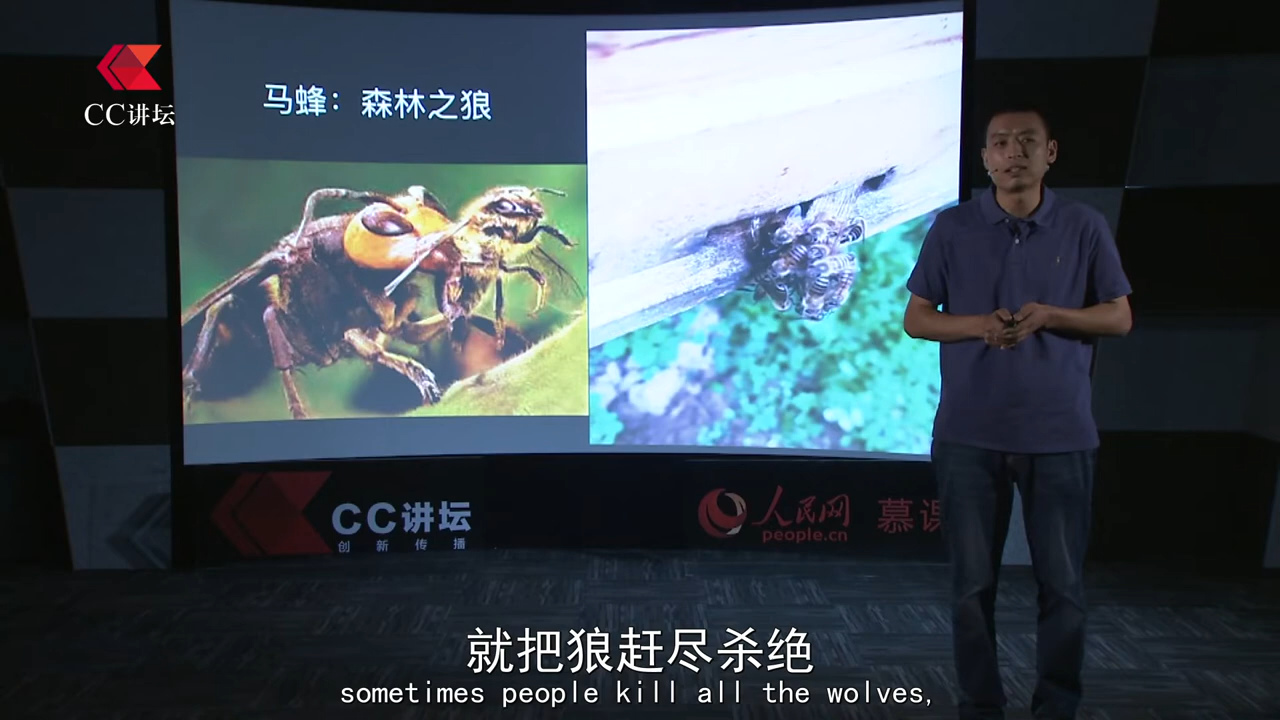 CC讲坛
马蜂：森林之狼
CC讲坛
创新传播
人民网
people.cn
慕课
就把狼赶尽杀绝
sometimes people kill all the wolves,